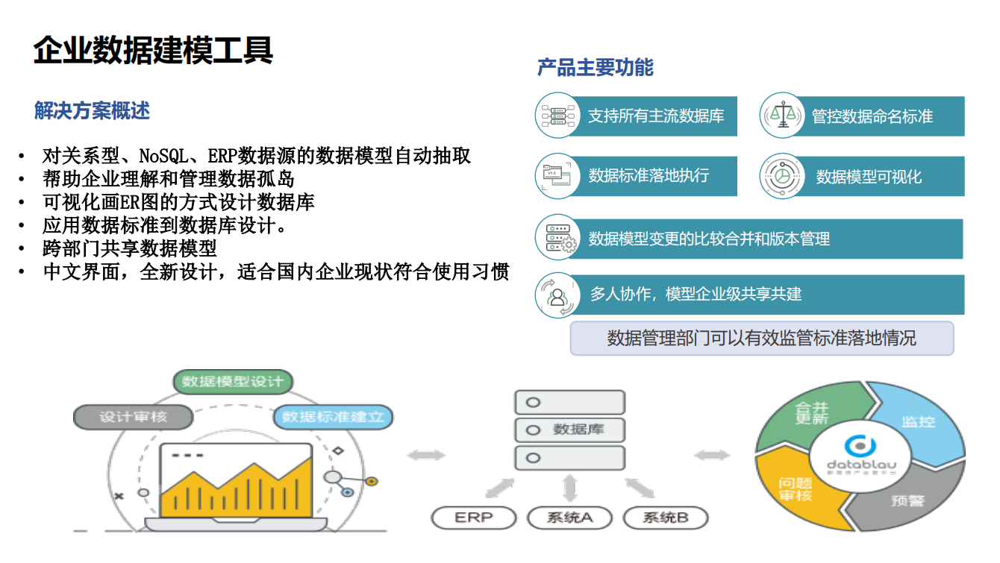 企业数据建模工具
解决方案概述
• 对关系型、NoSQL、ERP数据源的数据模型自动抽取
• 帮助企业理解和管理数据孤岛
• 可视化画ER图的方式设计数据库
• 应用数据标准到数据库设计。
• 跨部门共享数据模型
• 中文界面，全新设计，适合国内企业现状符合使用习惯
产品主要功能
支持所有主流数据库
管控数据命名标准
V1.0
数据标准落地执行
数据模型可视化
数据模型变更的比较合并和版本管理
多人协作，模型企业级共享共建
数据管理部门可以有效监管标准落地情况
数据模型设计
设计审核
数据标准建立
数据库
ERP
系统A
系统B
合并
更新
监控
datablau
数据资产运营平台
问题
审核
预警